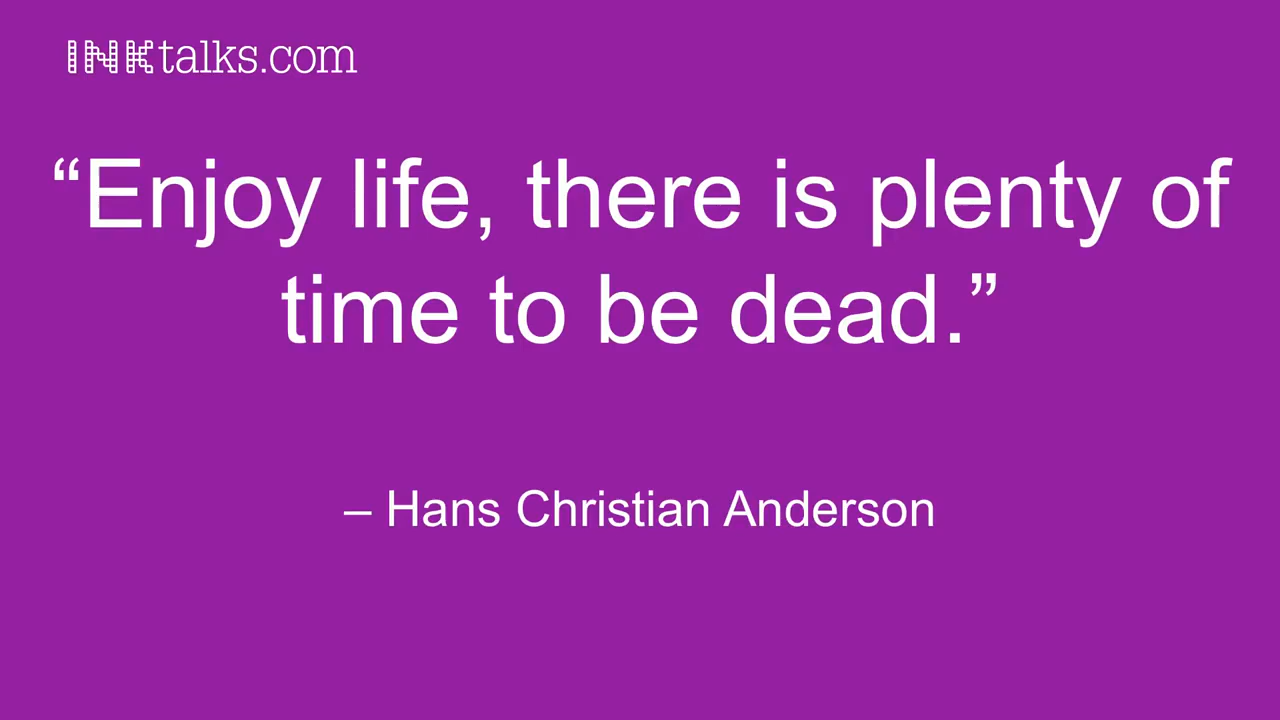 INKtalks.com
“Enjoy life, there is plenty of
time to be dead.”
– Hans Christian Anderson